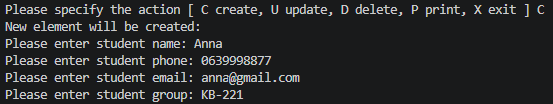 Please specify the action [ C create, U update, D delete, P print, X exit ] C
New element will be created:
Please enter student name: Anna
Please enter student phone: 0639998877
Please enter student email: anna@gmail.com
Please enter student group: KB-221